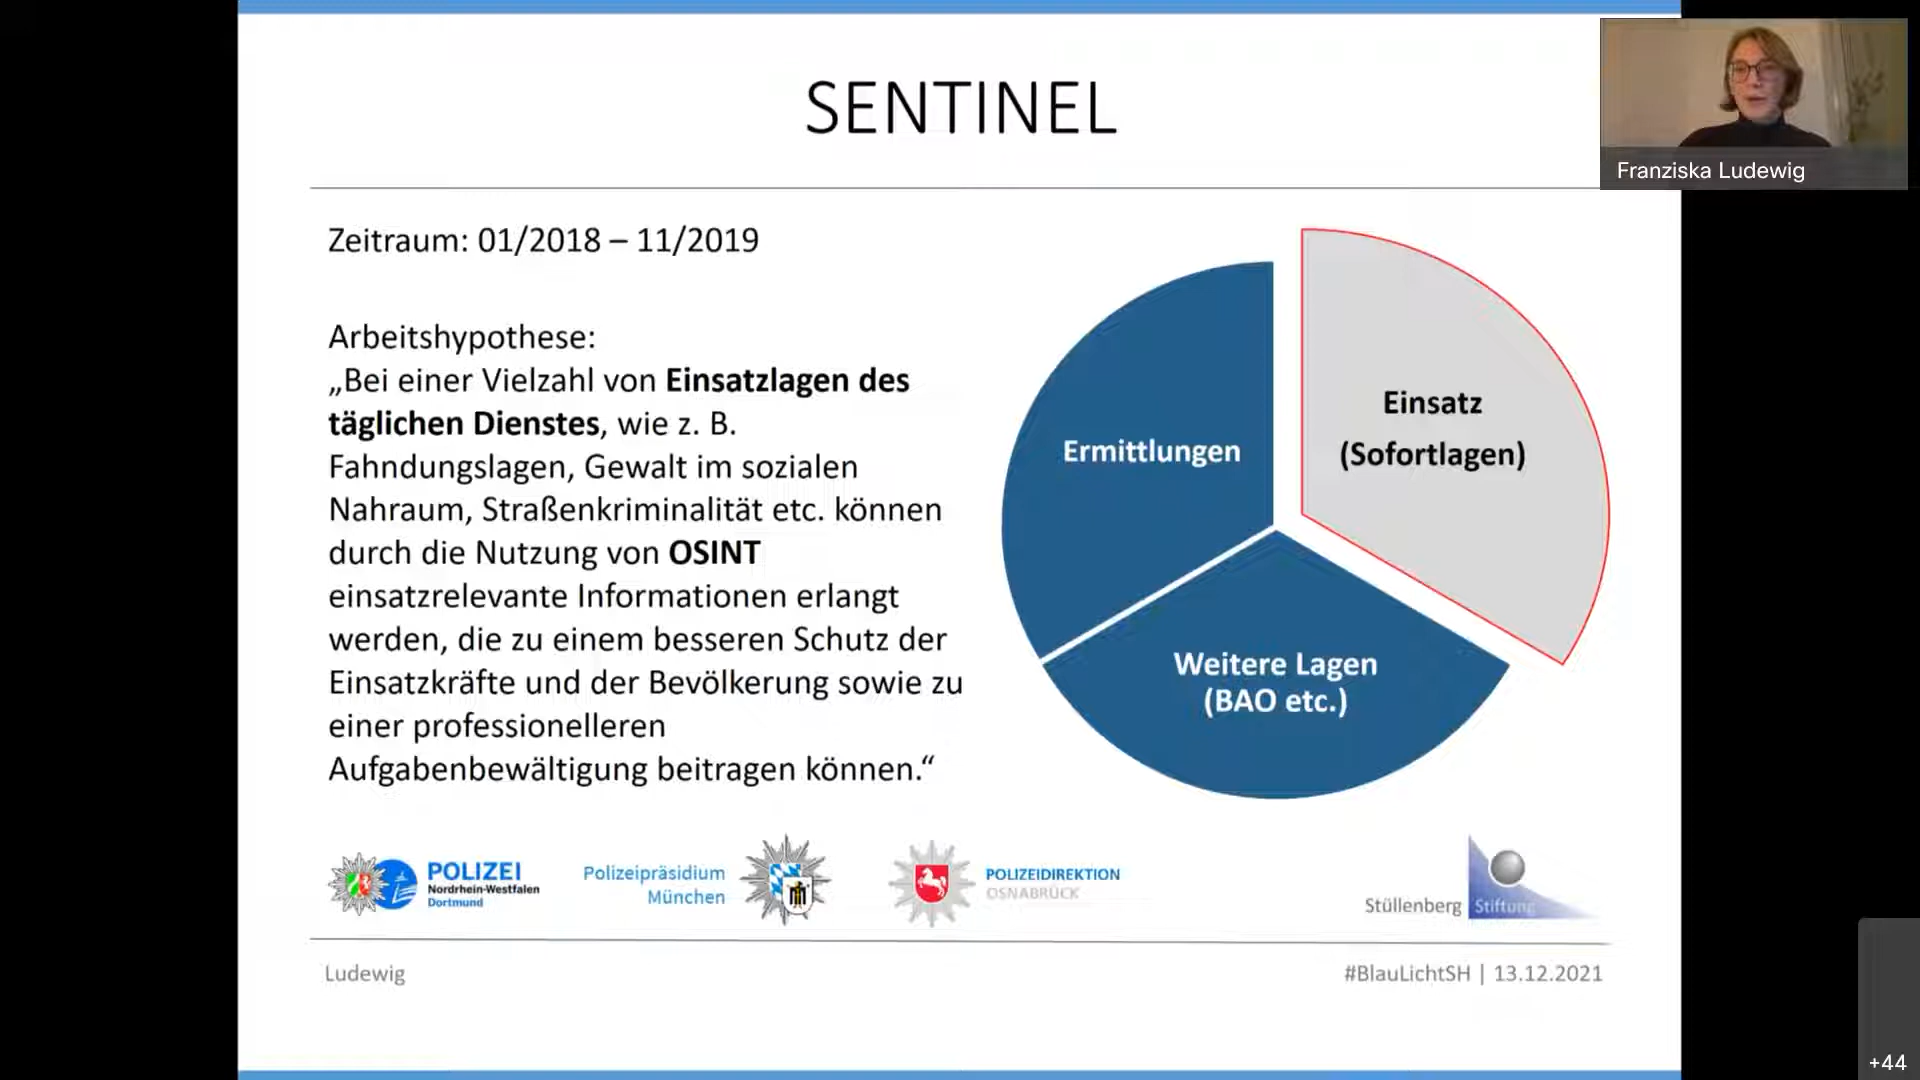 SENTINEL
Franziska Ludewig
Zeitraum: 01/2018 – 11/2019
Arbeitshypothese:
„Bei einer Vielzahl von Einsatzlagen des
täglichen Dienstes, wie z. B.
Fahndungslagen, Gewalt im sozialen
Nahraum, Straßenkriminalität etc. können
durch die Nutzung von OSINT
einsatzrelevante Informationen erlangt
werden, die zu einem besseren Schutz der
Einsatzkräfte und der Bevölkerung sowie zu
einer professionelleren
Aufgabenbewältigung beitragen können.“
Ermittlungen
Einsatz
(Sofortlagen)
Weitere Lagen
(BAO etc.)
POLIZEI
Nordrhein-Westfalen
Dortmund
Polizeipräsidium
München
POLIZEIDIREKTION
OSNABRÜCK
Stüllenberg Stiftung
Ludewig
#BlauLichtSH | 13.12.2021
+44